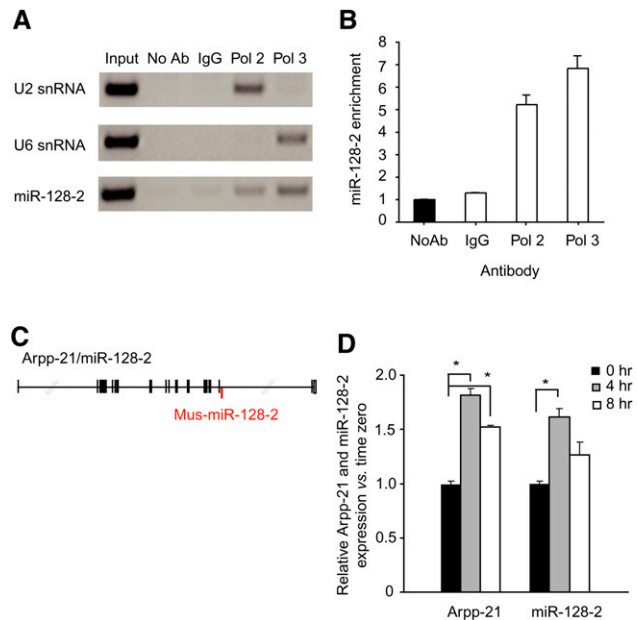 A
Input No Ab IgG Pol 2 Pol 3
U2 snRNA
U6 snRNA
miR-128-2
B
miR-128-2 enrichment
8
7
6
5
4
3
2
1
0
NoAb IgG Pol 2 Pol 3
Antibody
C
Arpp-21/miR-128-2
Mus-miR-128-2
D
Relative Arpp-21 and miR-128-2
expression vs. time zero
2.0
1.5
1.0
0.5
0
* * *
0 hr
4 hr
8 hr
Arpp-21 miR-128-2